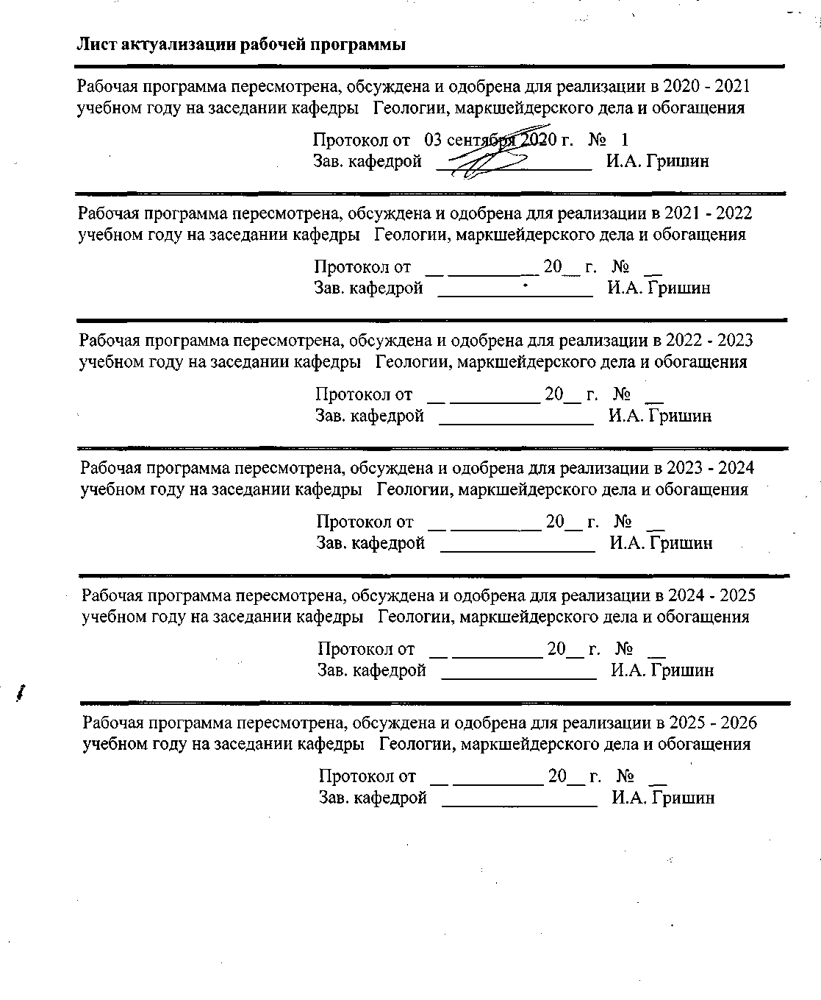 Лист актуализации рабочей программы
Рабочая программа пересмотрена, обсуждена и одобрена для реализации в 2020 - 2021
учебном году на заседании кафедры Геологии, маркшейдерского дела и обогащения
Протокол от 03 сентября 2020 г. № 1
Зав. кафедрой ________________ И.А. Гришин
Рабочая программа пересмотрена, обсуждена и одобрена для реализации в 2021 - 2022
учебном году на заседании кафедры Геологии, маркшейдерского дела и обогащения
Протокол от __ __________ 20__ г. № __
Зав. кафедрой ________________ И.А. Гришин
Рабочая программа пересмотрена, обсуждена и одобрена для реализации в 2022 - 2023
учебном году на заседании кафедры Геологии, маркшейдерского дела и обогащения
Протокол от __ __________ 20__ г. № __
Зав. кафедрой ________________ И.А. Гришин
Рабочая программа пересмотрена, обсуждена и одобрена для реализации в 2023 - 2024
учебном году на заседании кафедры Геологии, маркшейдерского дела и обогащения
Протокол от __ __________ 20__ г. № __
Зав. кафедрой ________________ И.А. Гришин
Рабочая программа пересмотрена, обсуждена и одобрена для реализации в 2024 - 2025
учебном году на заседании кафедры Геологии, маркшейдерского дела и обогащения
Протокол от __ __________ 20__ г. № __
Зав. кафедрой ________________ И.А. Гришин
Рабочая программа пересмотрена, обсуждена и одобрена для реализации в 2025 - 2026
учебном году на заседании кафедры Геологии, маркшейдерского дела и обогащения
Протокол от __ __________ 20__ г. № __
Зав. кафедрой ________________ И.А. Гришин